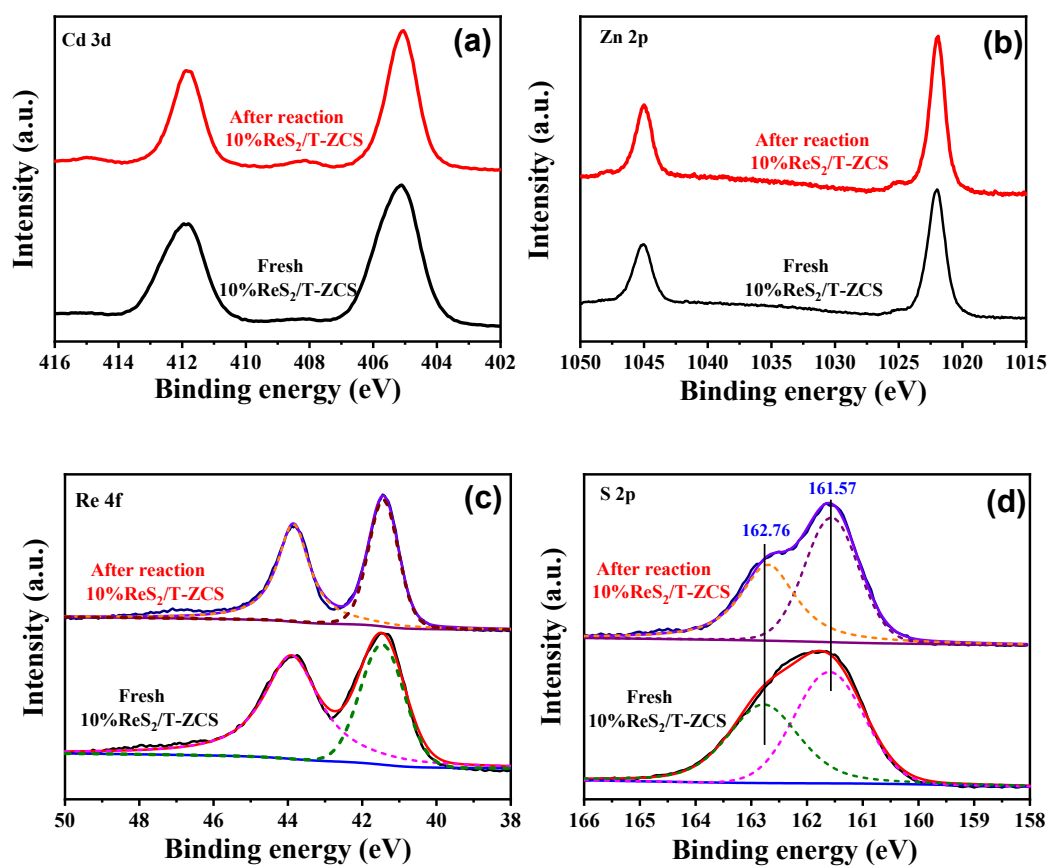 Cd 3d
(a)
After reaction
10%ReS₂/T-ZCS
Fresh
10%ReS₂/T-ZCS
Intensity (a.u.)
416 414 412 410 408 406 404 402
Binding energy (eV)
Zn 2p
(b)
After reaction
10%ReS₂/T-ZCS
Fresh
10%ReS₂/T-ZCS
Intensity (a.u.)
1050 1045 1040 1035 1030 1025 1020 1015
Binding energy (eV)
Re 4f
(c)
After reaction
10%ReS₂/T-ZCS
Fresh
10%ReS₂/T-ZCS
Intensity (a.u.)
50 48 46 44 42 40 38
Binding energy (eV)
S 2p
(d)
161.57
162.76
After reaction
10%ReS₂/T-ZCS
Fresh
10%ReS₂/T-ZCS
Intensity (a.u.)
166 165 164 163 162 161 160 159 158
Binding energy (eV)